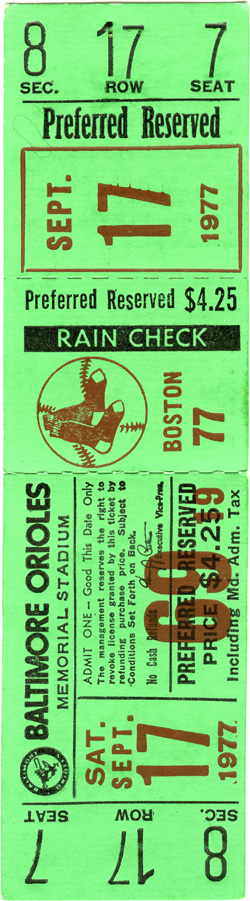 8 17 7
SEC. ROW SEAT
Preferred Reserved
SEPT.
17
1977
Preferred Reserved $4.25
RAIN CHECK
BOSTON
77
BALTIMORE ORIOLES
MEMORIAL STADIUM
ADMIT ONE — Good This Date Only
The management reserves the right to
revoke license granted by this ticket by
refunding purchase price. Subject to
Conditions Set Forth on Back.
Executive Vice-Pres.
No Cash Refunds
PREFERRED RESERVED
PRICE $4.25
Including Md. Adm. Tax
SAT.
SEPT.
17
1977
SEC. ROW SEAT
8 17 7